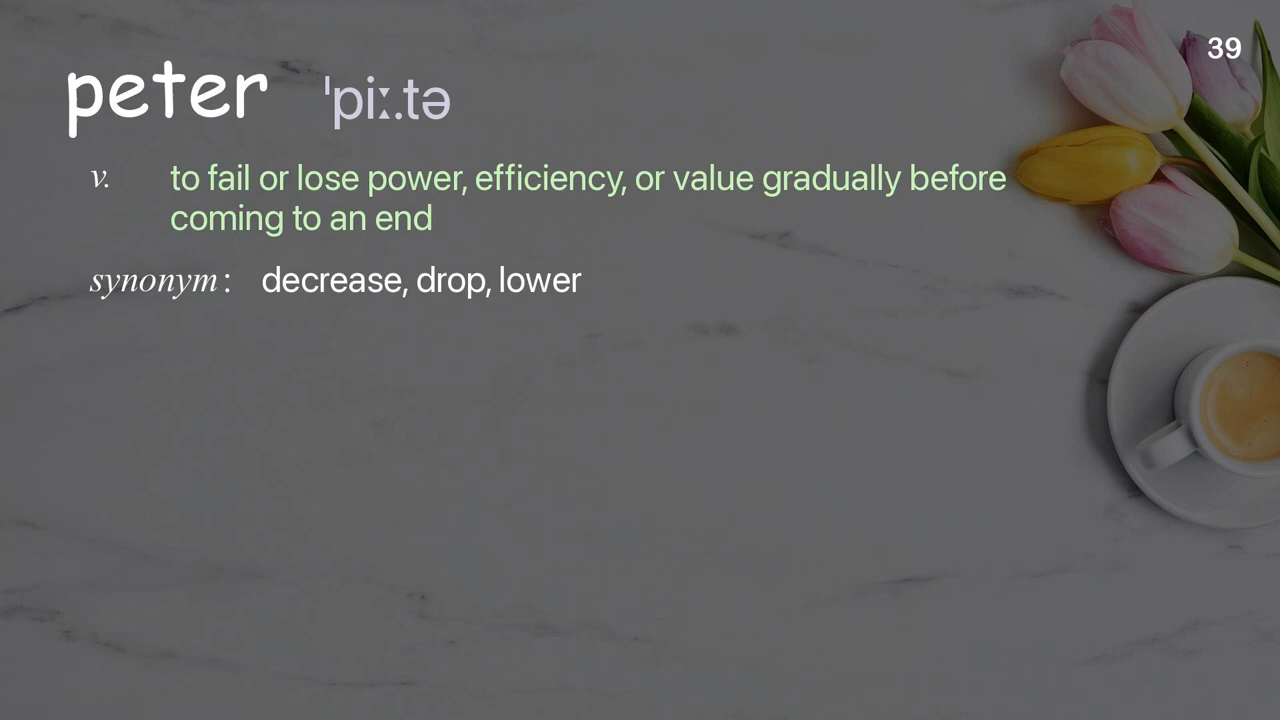 39
peter ˈpiː.tə
v. to fail or lose power, efficiency, or value gradually before
coming to an end
synonym: decrease, drop, lower